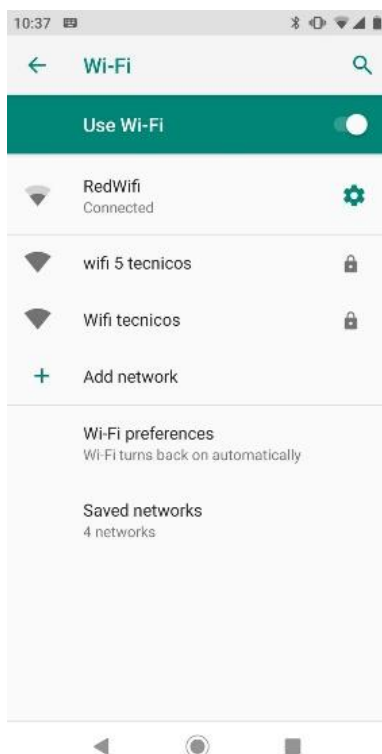 10:37
Wi-Fi
Use Wi-Fi
RedWifi
Connected
wifi 5 tecnicos
Wifi tecnicos
Add network
Wi-Fi preferences
Wi-Fi turns back on automatically
Saved networks
4 networks